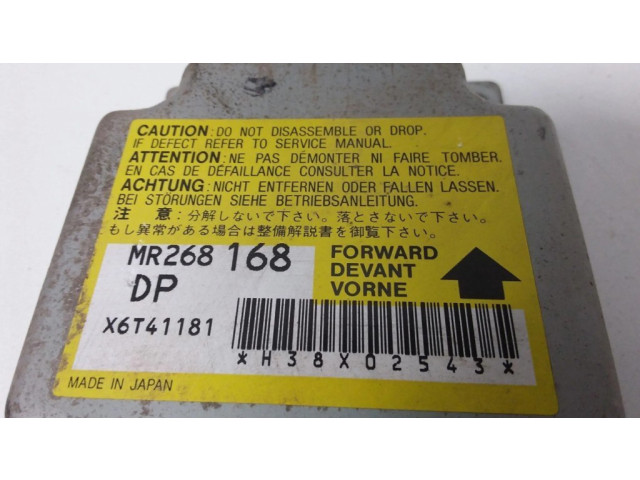 CAUTION: DO NOT DISASSEMBLE OR DROP.
IF DEFECT REFER TO SERVICE MANUAL.
ATTENTION: NE PAS DÉMONTER NI FAIRE TOMBER.
EN CAS DE DÉFAILLANCE CONSULTER LA NOTICE.
ACHTUNG: NICHT ENTFERNEN ODER FALLEN LASSEN.
BEI STÖRUNGEN SIEHE BETRIEBSANLEITUNG.
注 意:分解しないで下さい。落とさないで下さい。
もし異常がある場合は整備解説書を御覧下さい。
MR268 168
DP
X6T41181
FORWARD
DEVANT
VORNE
*H38X02543*
MADE IN JAPAN